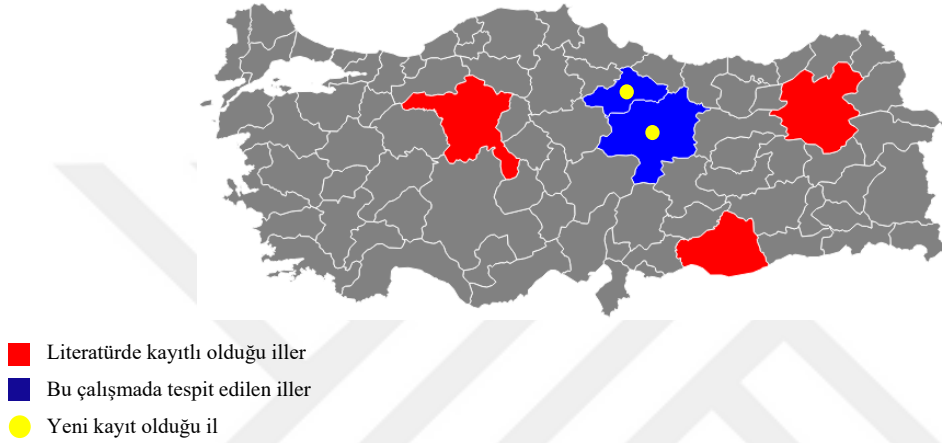 Literatürde kayıtlı olduğu iller
Bu çalışmada tespit edilen iller
Yeni kayıt olduğu il